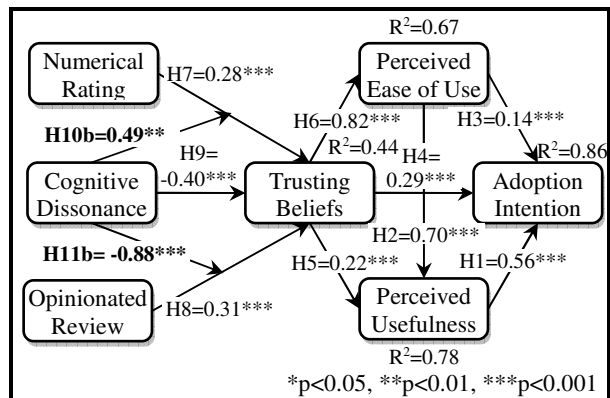 R²=0.67
Numerical
Rating
H7=0.28***
Perceived
Ease of Use
H10b=0.49**
H6=0.82***
H3=0.14***
H9=
-0.40***
R²=0.44
H4=
0.29***
R²=0.86
Cognitive
Dissonance
Trusting
Beliefs
Adoption
Intention
H11b= -0.88***
H2=0.70***
H5=0.22***
H1=0.56***
Opinionated
Review
H8=0.31***
Perceived
Usefulness
R²=0.78
*p<0.05, **p<0.01, ***p<0.001